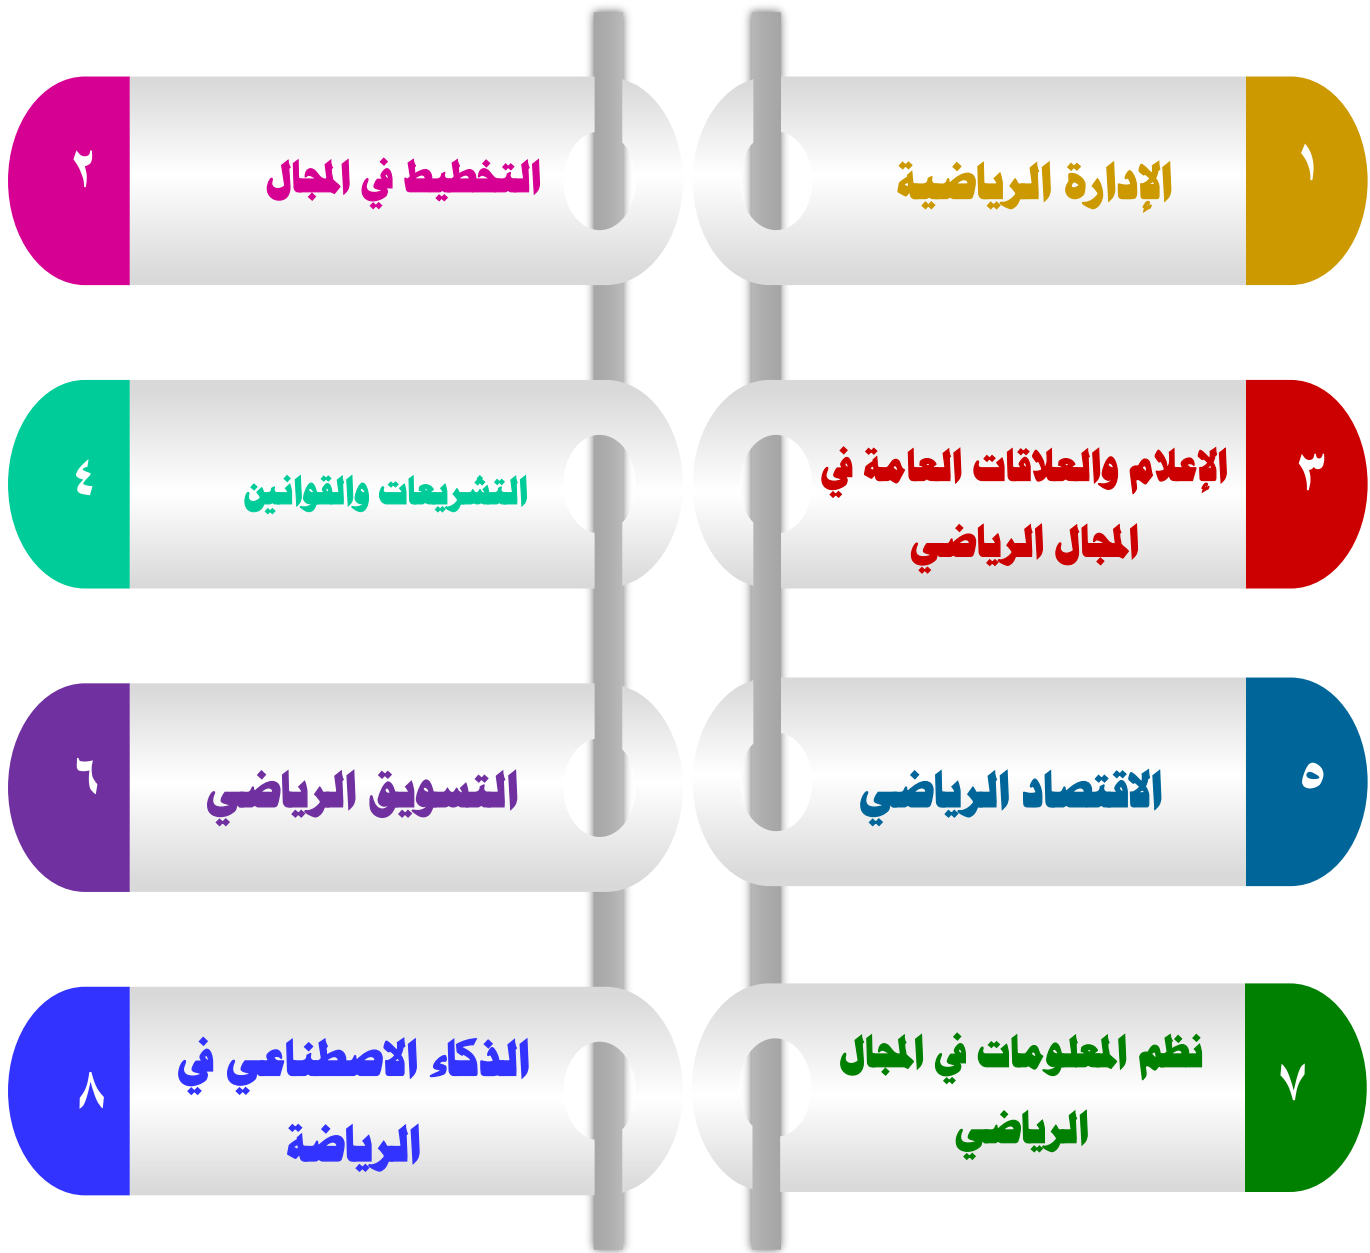 ١
الإدارة الرياضية
٢
التخطيط في المجال
٣
الإعلام والعلاقات العامة في
المجال الرياضي
٤
التشريعات والقوانين
٥
الاقتصاد الرياضي
٦
التسويق الرياضي
٧
نظم المعلومات في المجال
الرياضي
٨
الذكاء الاصطناعي في
الرياضة